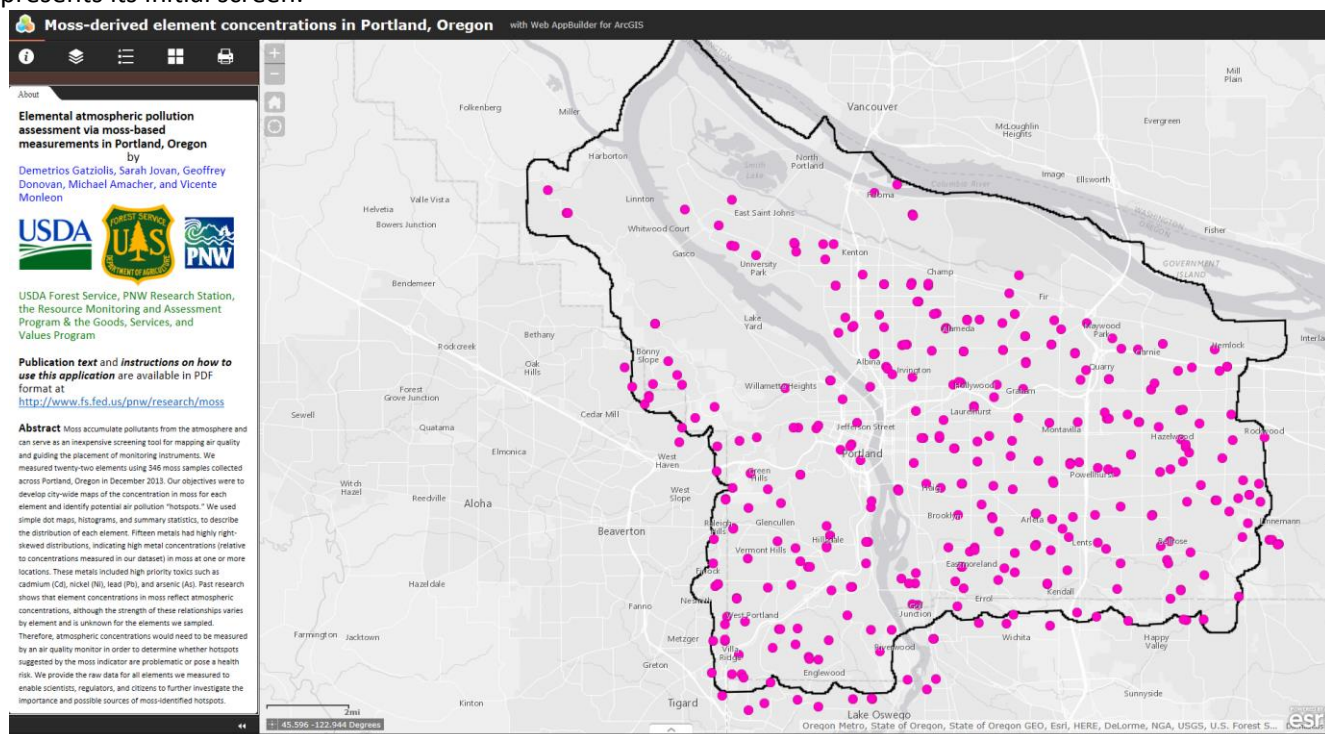 presents its initial screen.
Moss-derived element concentrations in Portland, Oregon with Web AppBuilder for ArcGIS
About
Elemental atmospheric pollution
assessment via moss-based
measurements in Portland, Oregon
by
Demetrios Gatziolis, Sarah Jovan, Geoffrey
Donovan, Michael Amacher, and Vicente
Monleon
USDA
FOREST SERVICE
UAS
DEPARTMENT OF AGRICULTURE
PNW
USDA Forest Service, PNW Research Station,
the Resource Monitoring and Assessment
Program & the Goods, Services, and
Values Program
Publication text and instructions on how to
use this application are available in PDF
format at
http://www.fs.fed.us/pnw/research/moss
Abstract Moss accumulate pollutants from the atmosphere and
can serve as an inexpensive screening tool for mapping air quality
and guiding the placement of monitoring instruments. We
measured twenty-two elements using 346 moss samples collected
across Portland, Oregon in December 2013. Our objectives were to
develop city-wide maps of the concentration in moss for each
element and identify potential air pollution "hotspots." We used
simple dot maps, histograms, and summary statistics, to describe
the distribution of each element. Fifteen metals had highly right-
skewed distributions, indicating high metal concentrations (relative
to concentrations measured in our dataset) in moss at one or more
locations. These metals included high priority toxics such as
cadmium (Cd), nickel (Ni), lead (Pb), and arsenic (As). Past research
shows that element concentrations in moss reflect atmospheric
concentrations, although the strength of these relationships varies
by element and is unknown for the elements we sampled.
Therefore, atmospheric concentrations would need to be measured
by an air quality monitor in order to determine whether hotspots
suggested by the moss indicator are problematic or pose a health
risk. We provide the raw data for all elements we measured to
enable scientists, regulators, and citizens to further investigate the
importance and possible sources of moss-identified hotspots.
Mill
Plain
Folkenberg
Miller
Vancouver
McLoughlin
Heights
Evergreen
Harborton
North
Portland
Image
Ellsworth
Valle Vista
Linnton
Helvetia
East Saint Johns
Bowers Junction
Whitwood Court
Fisher
Gasco
Kenton
University
Park
GOVERNMENT
ISLAND
Champ
Bendemeer
Fir
Lake
Yard
Alameda
Maywood
Park
Bethany
Rockcreek
Bonny
Slope
Hemlock
Interla
Oak
Hills
Albina
Irvington
Quarry
Forest
Grove Junction
Willamette Heights
Hollywood
Sewell
Cedar Mill
Laurelhurst
Quatama
Jefferson Street
Montavilla
Hazelwood
Rockwood
Elmonica
West
Haven
Portland
Witch
Hazel
Green
Hills
Powellhurst
Reedville
Aloha
West
Slope
Brooklyn
Arleta
Beaverton
Glencullen
Hillsdale
Lents
Vermont Hills
Eastmoreland
Hazeldale
Errol
Kendall
Fanno
West Portland
Junction
Farmington
Jacktown
Metzger
Villa
Ridge
Riverwood
Wichita
Happy
Valley
Greton
Englewood
Sunnyside
Kinton
Tigard
Lake Oswego
2mi
45.596 -122.944 Degrees
Oregon Metro, State of Oregon, State of Oregon GEO, Esri, HERE, DeLorme, NGA, USGS, U.S. Forest S...
esri